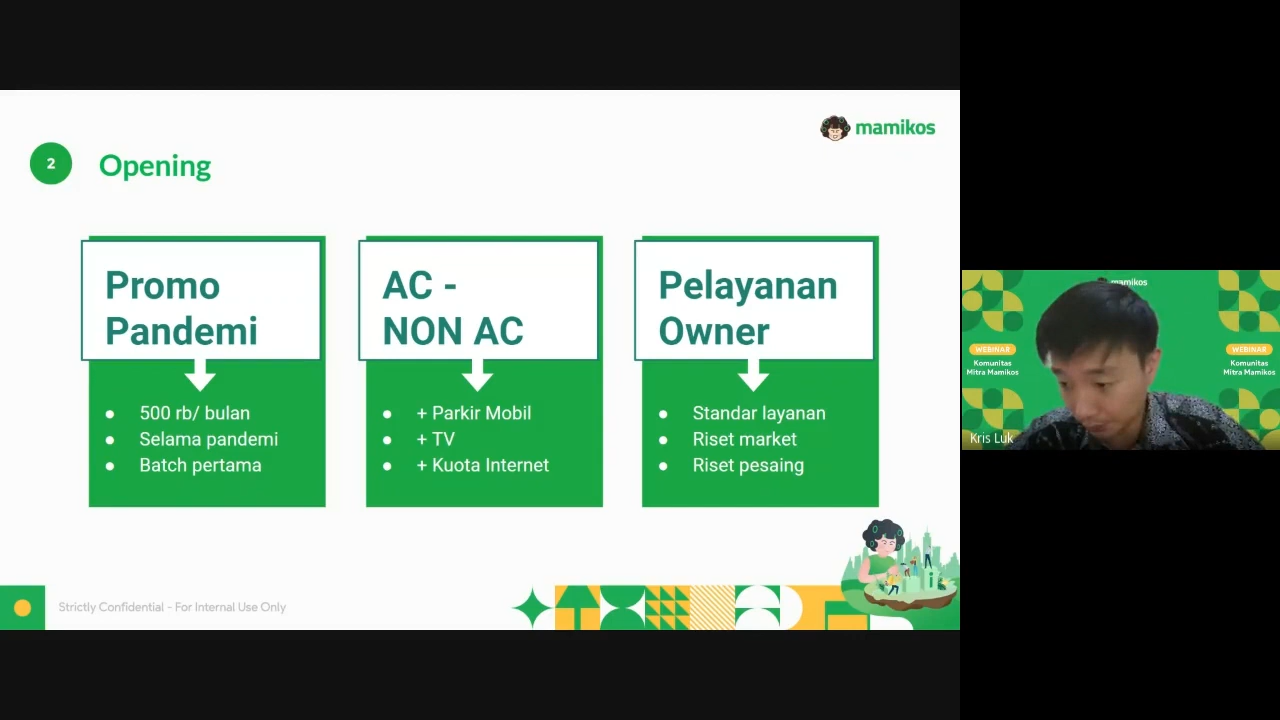 mamikos
2
Opening
Promo
Pandemi
500 rb/ bulan
Selama pandemi
Batch pertama
AC -
NON AC
+ Parkir Mobil
+ TV
+ Kuota Internet
Pelayanan
Owner
Standar layanan
Riset market
Riset pesaing
Strictly Confidential - For Internal Use Only
mamikos
WEBINAR
Komunitas
Mitra Mamikos
WEBINAR
Komunitas
Mitra Mamikos
Kris Luk